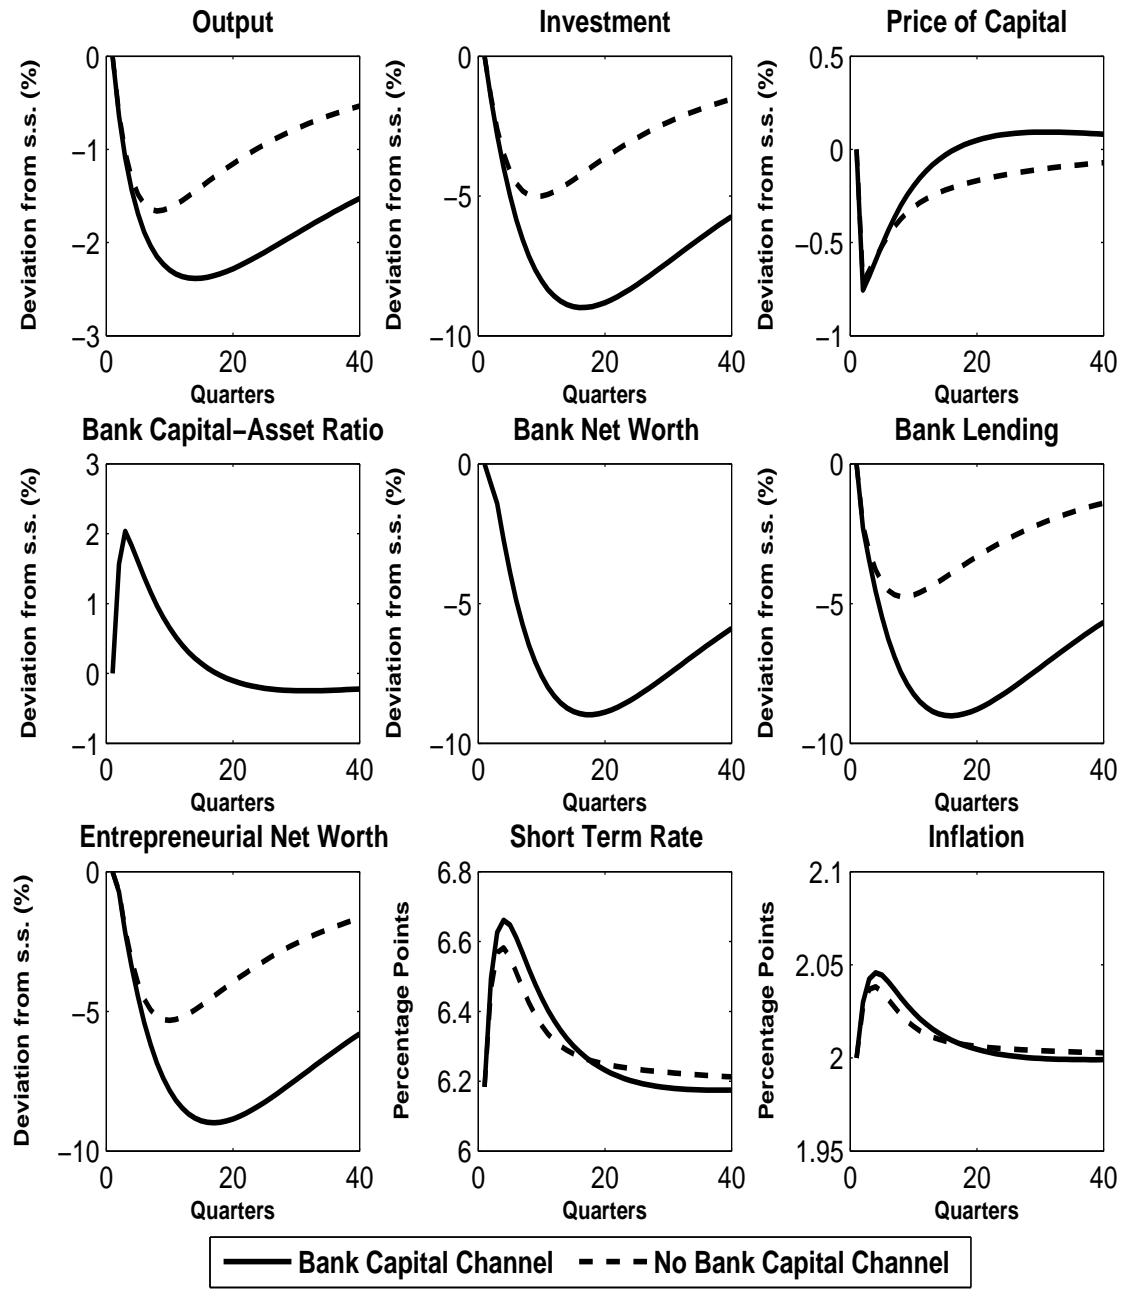 Output
Deviation from s.s. (%)
0
−1
−2
−3
0
20
40
Quarters
Investment
Deviation from s.s. (%)
0
−5
−10
0
20
40
Quarters
Price of Capital
Deviation from s.s. (%)
0.5
0
−0.5
−1
0
20
40
Quarters
Bank Capital−Asset Ratio
Deviation from s.s. (%)
3
2
1
0
−1
0
20
40
Quarters
Bank Net Worth
Deviation from s.s. (%)
0
−5
−10
0
20
40
Quarters
Bank Lending
Deviation from s.s. (%)
0
−5
−10
0
20
40
Quarters
Entrepreneurial Net Worth
Deviation from s.s. (%)
0
−5
−10
0
20
40
Quarters
Short Term Rate
Percentage Points
6.8
6.6
6.4
6.2
6
0
20
40
Quarters
Inflation
Percentage Points
2.1
2.05
2
1.95
0
20
40
Quarters
Bank Capital Channel
No Bank Capital Channel